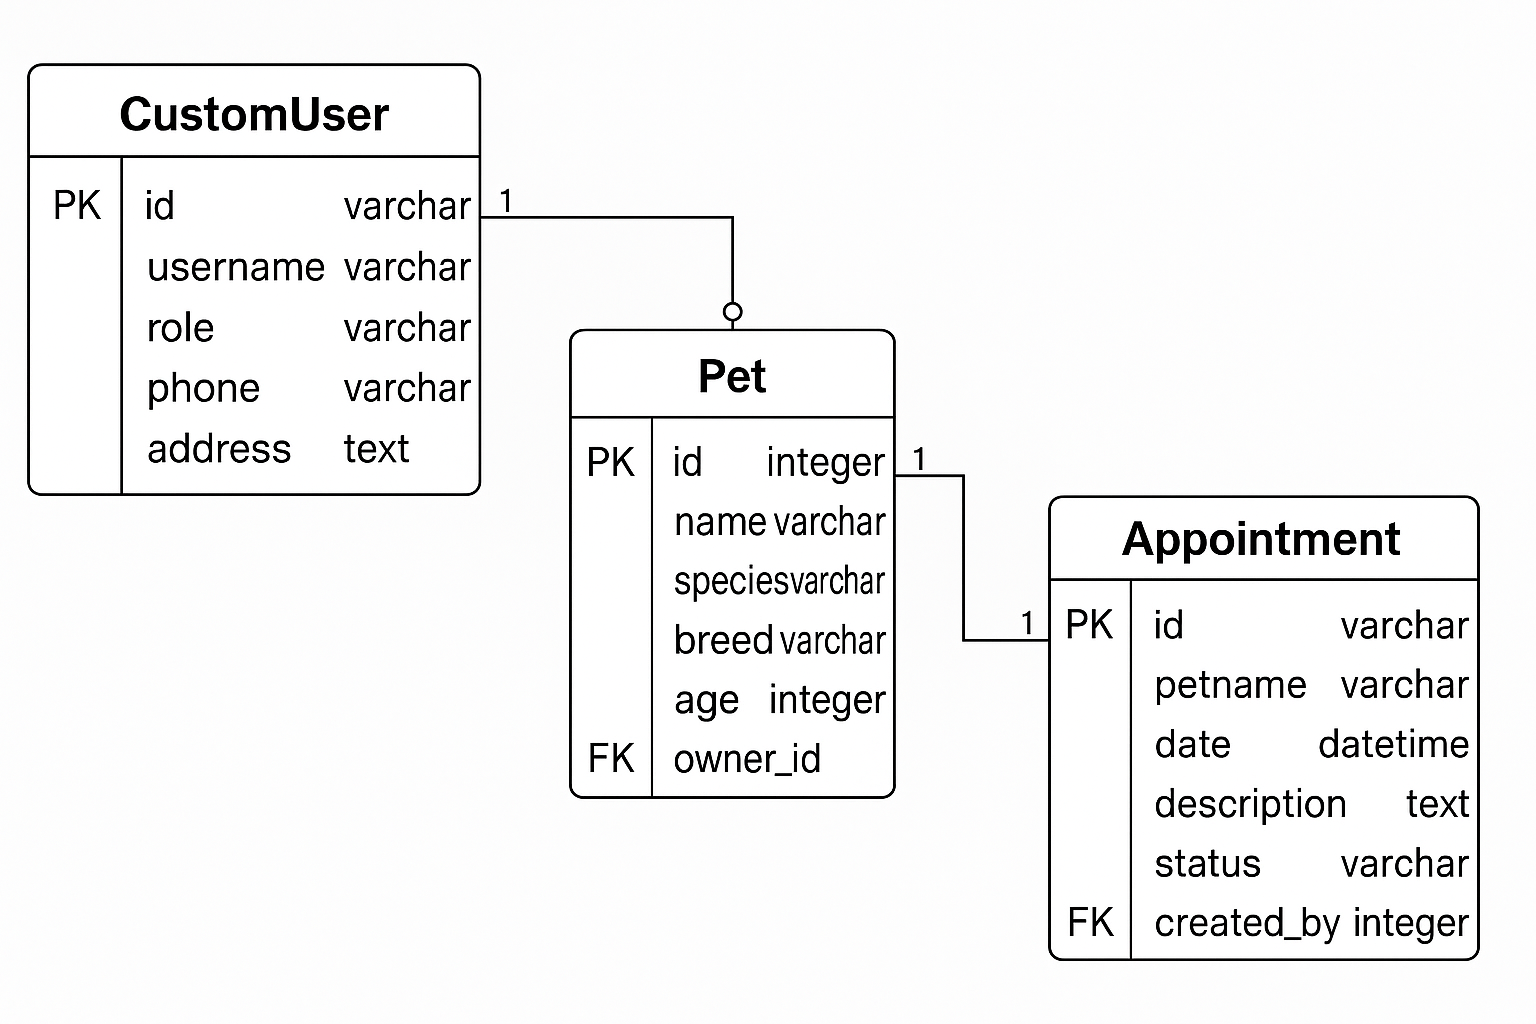 CustomUser
PK id varchar 1
username varchar
role varchar
phone varchar
address text
Pet
PK id integer 1
name varchar
species varchar
breed varchar
age integer
FK owner_id
Appointment
1 PK id varchar
petname varchar
date datetime
description text
status varchar
FK created_by integer